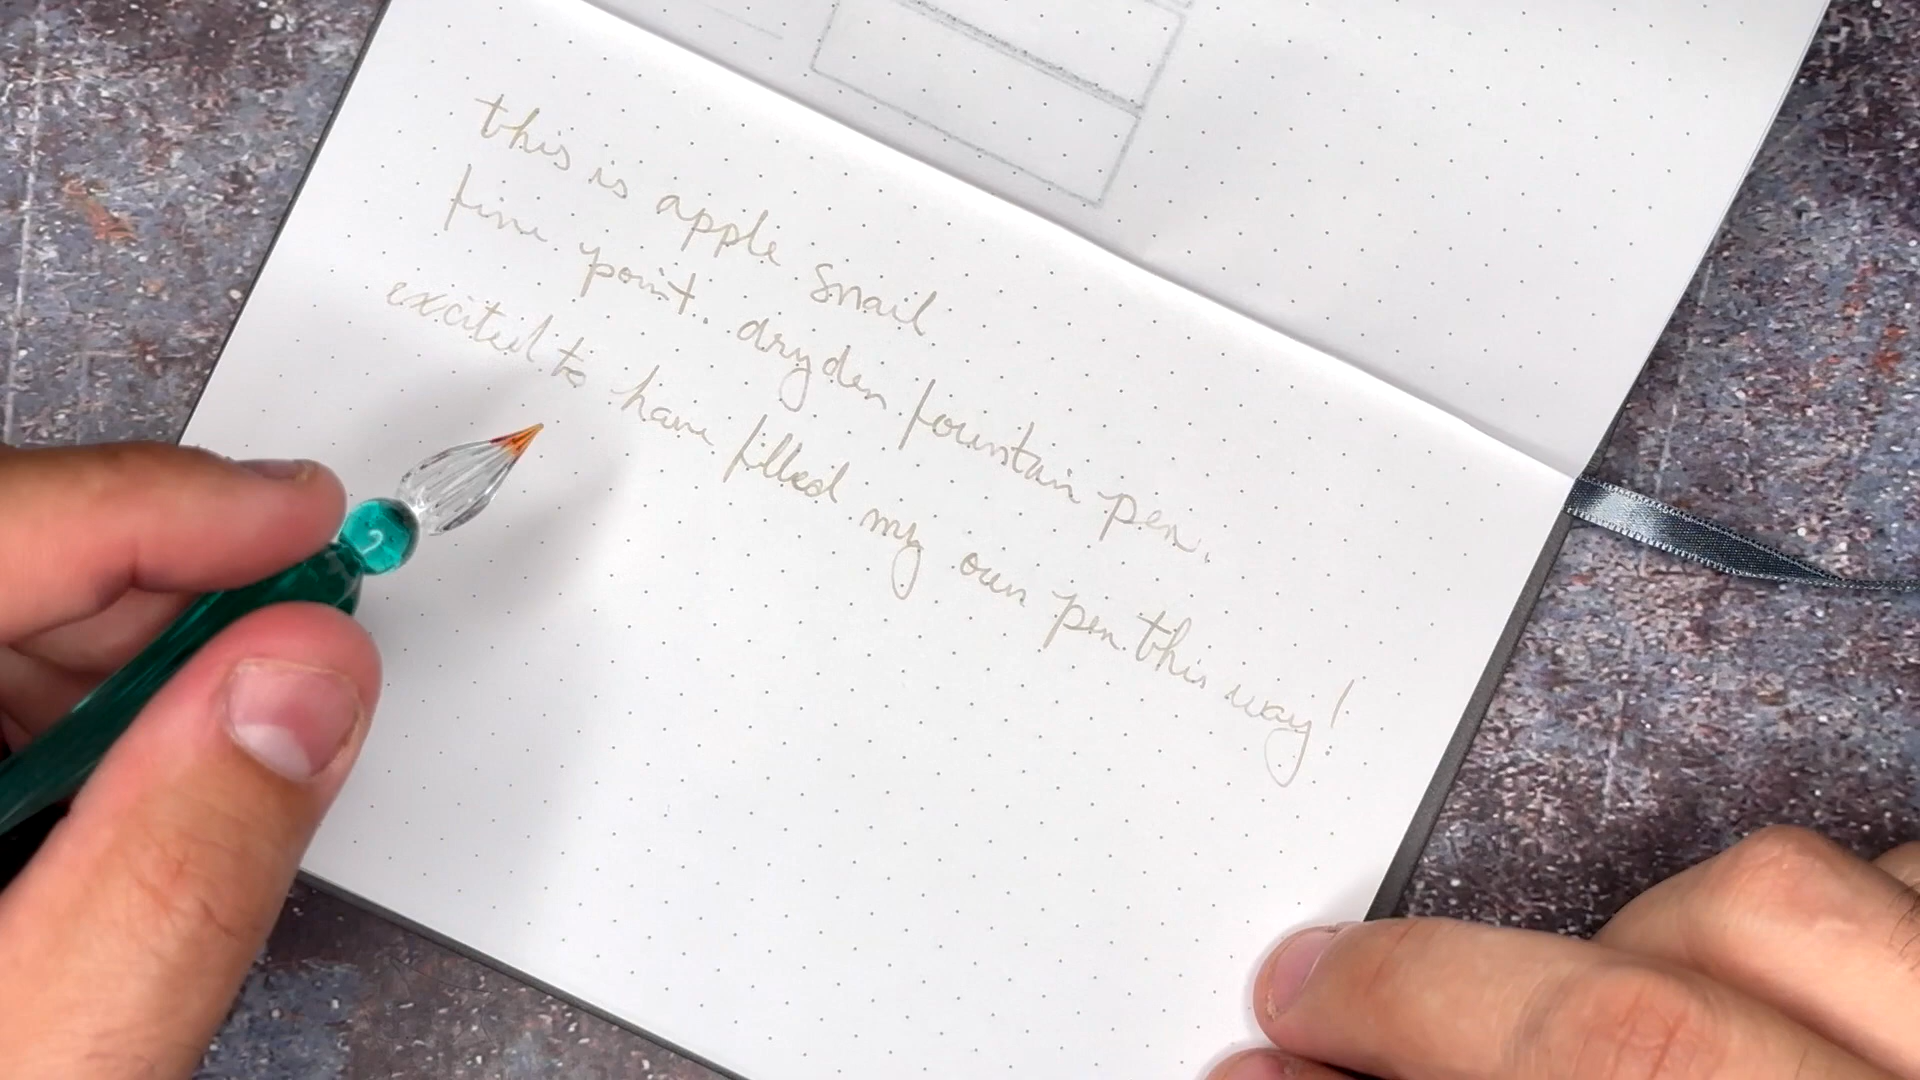 this is apple snail
fine point. dryden fountain pen.
excited to have filled my own pen this way!